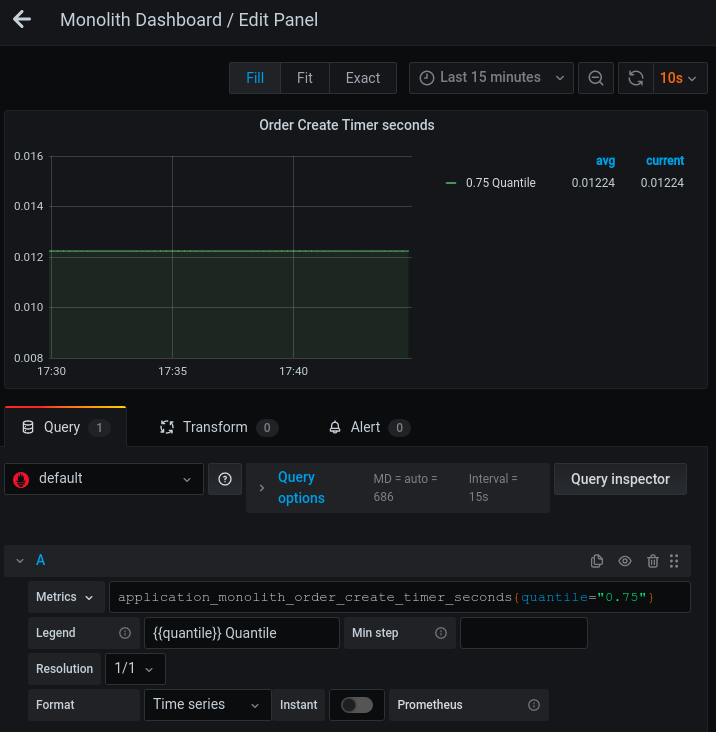 Monolith Dashboard / Edit Panel
Fill Fit Exact Last 15 minutes 10s
Order Create Timer seconds
avg current
0.75 Quantile 0.01224 0.01224
0.016
0.014
0.012
0.010
0.008
17:30 17:35 17:40
Query 1 Transform 0 Alert 0
default
Query options
MD = auto = 686
Interval = 15s
Query inspector
A
Metrics application_monolith_order_create_timer_seconds{quantile="0.75"}
Legend {{quantile}} Quantile Min step
Resolution 1/1
Format Time series Instant Prometheus